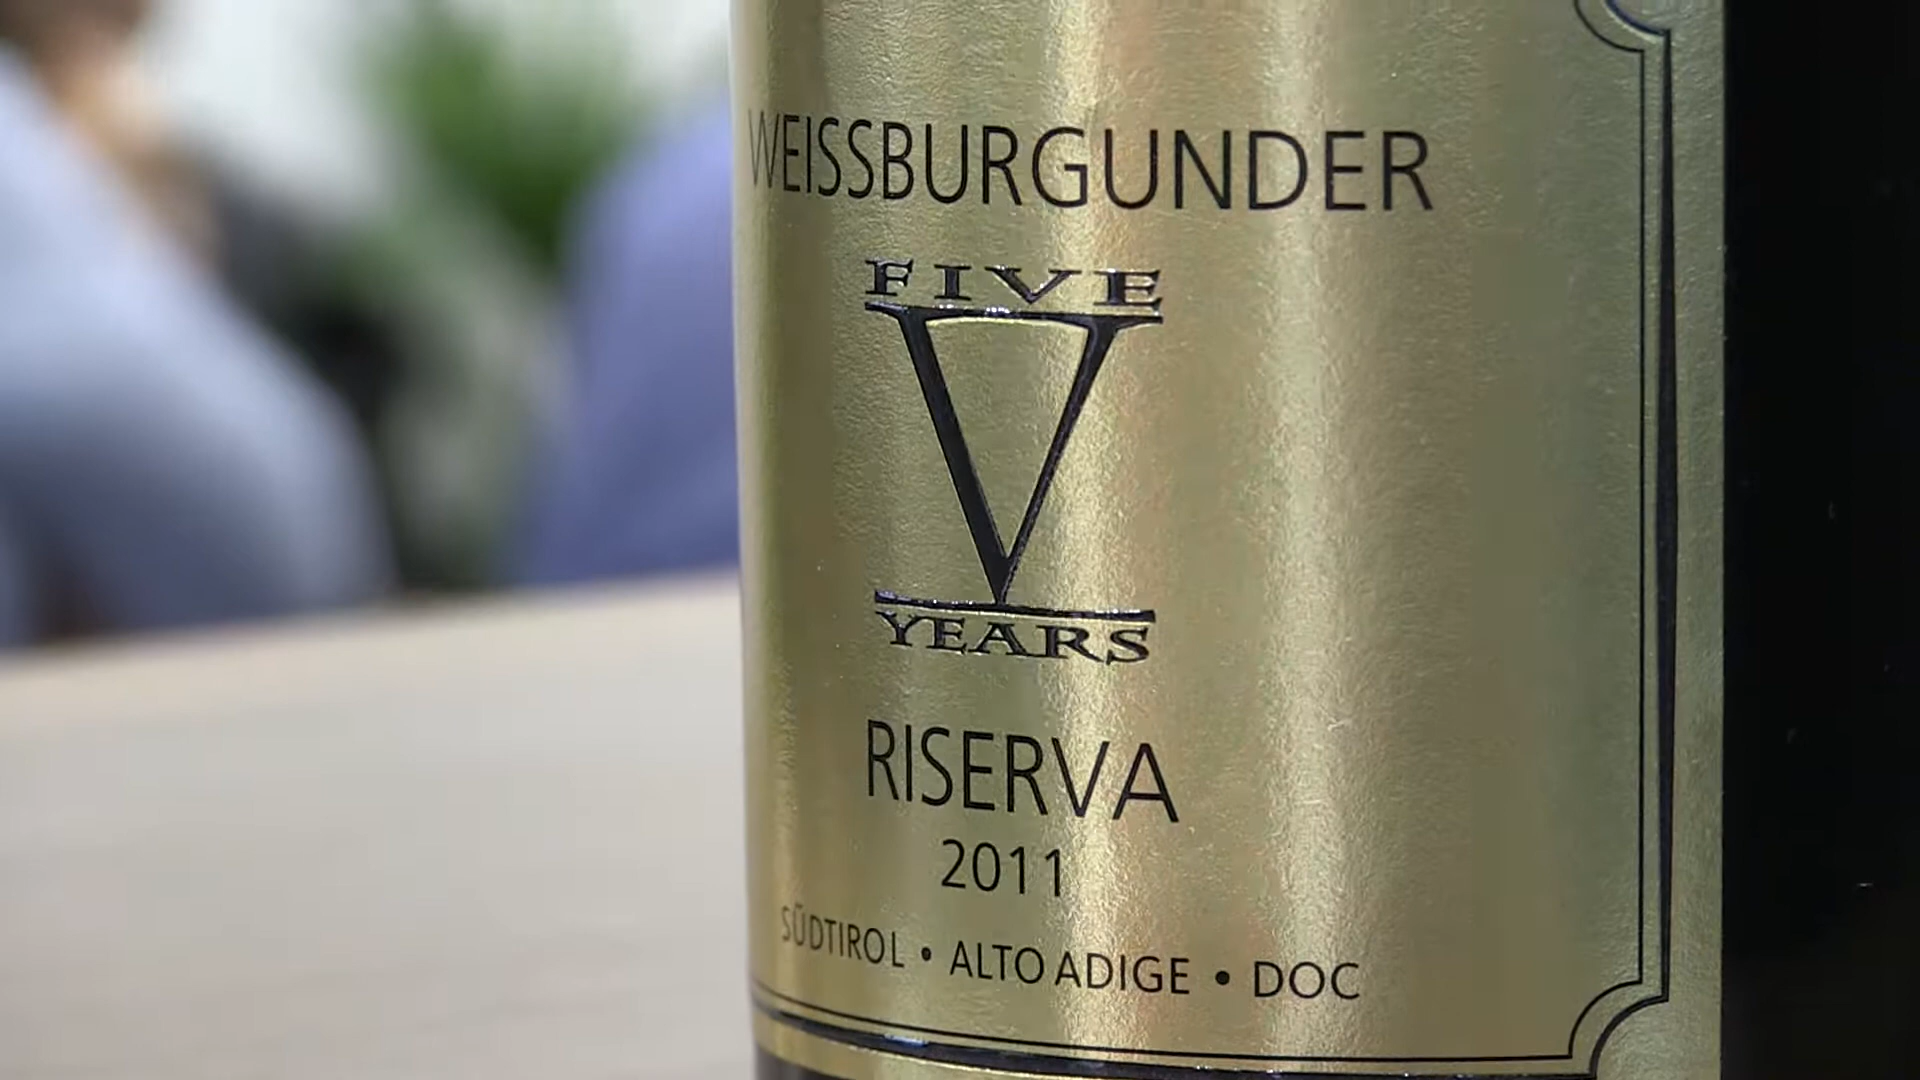 WEISSBURGUNDER
FIVE
V
YEARS
RISERVA
2011
SÜDTIROL • ALTO ADIGE • DOC